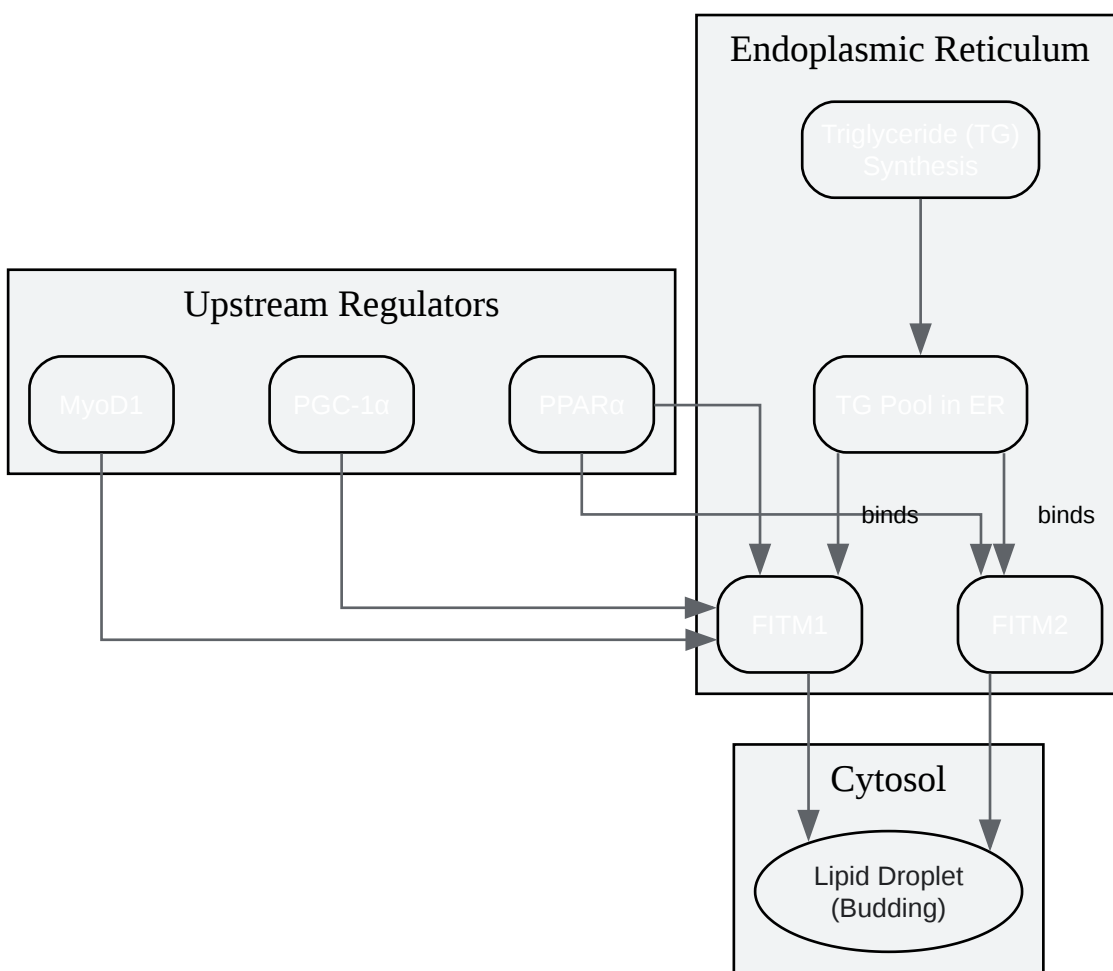 Endoplasmic Reticulum
Triglyceride (TG)
Synthesis
Upstream Regulators
MyoD1
PGC-1α
PPARα
TG Pool in ER
binds
binds
FITM1
FITM2
Cytosol
Lipid Droplet
(Budding)